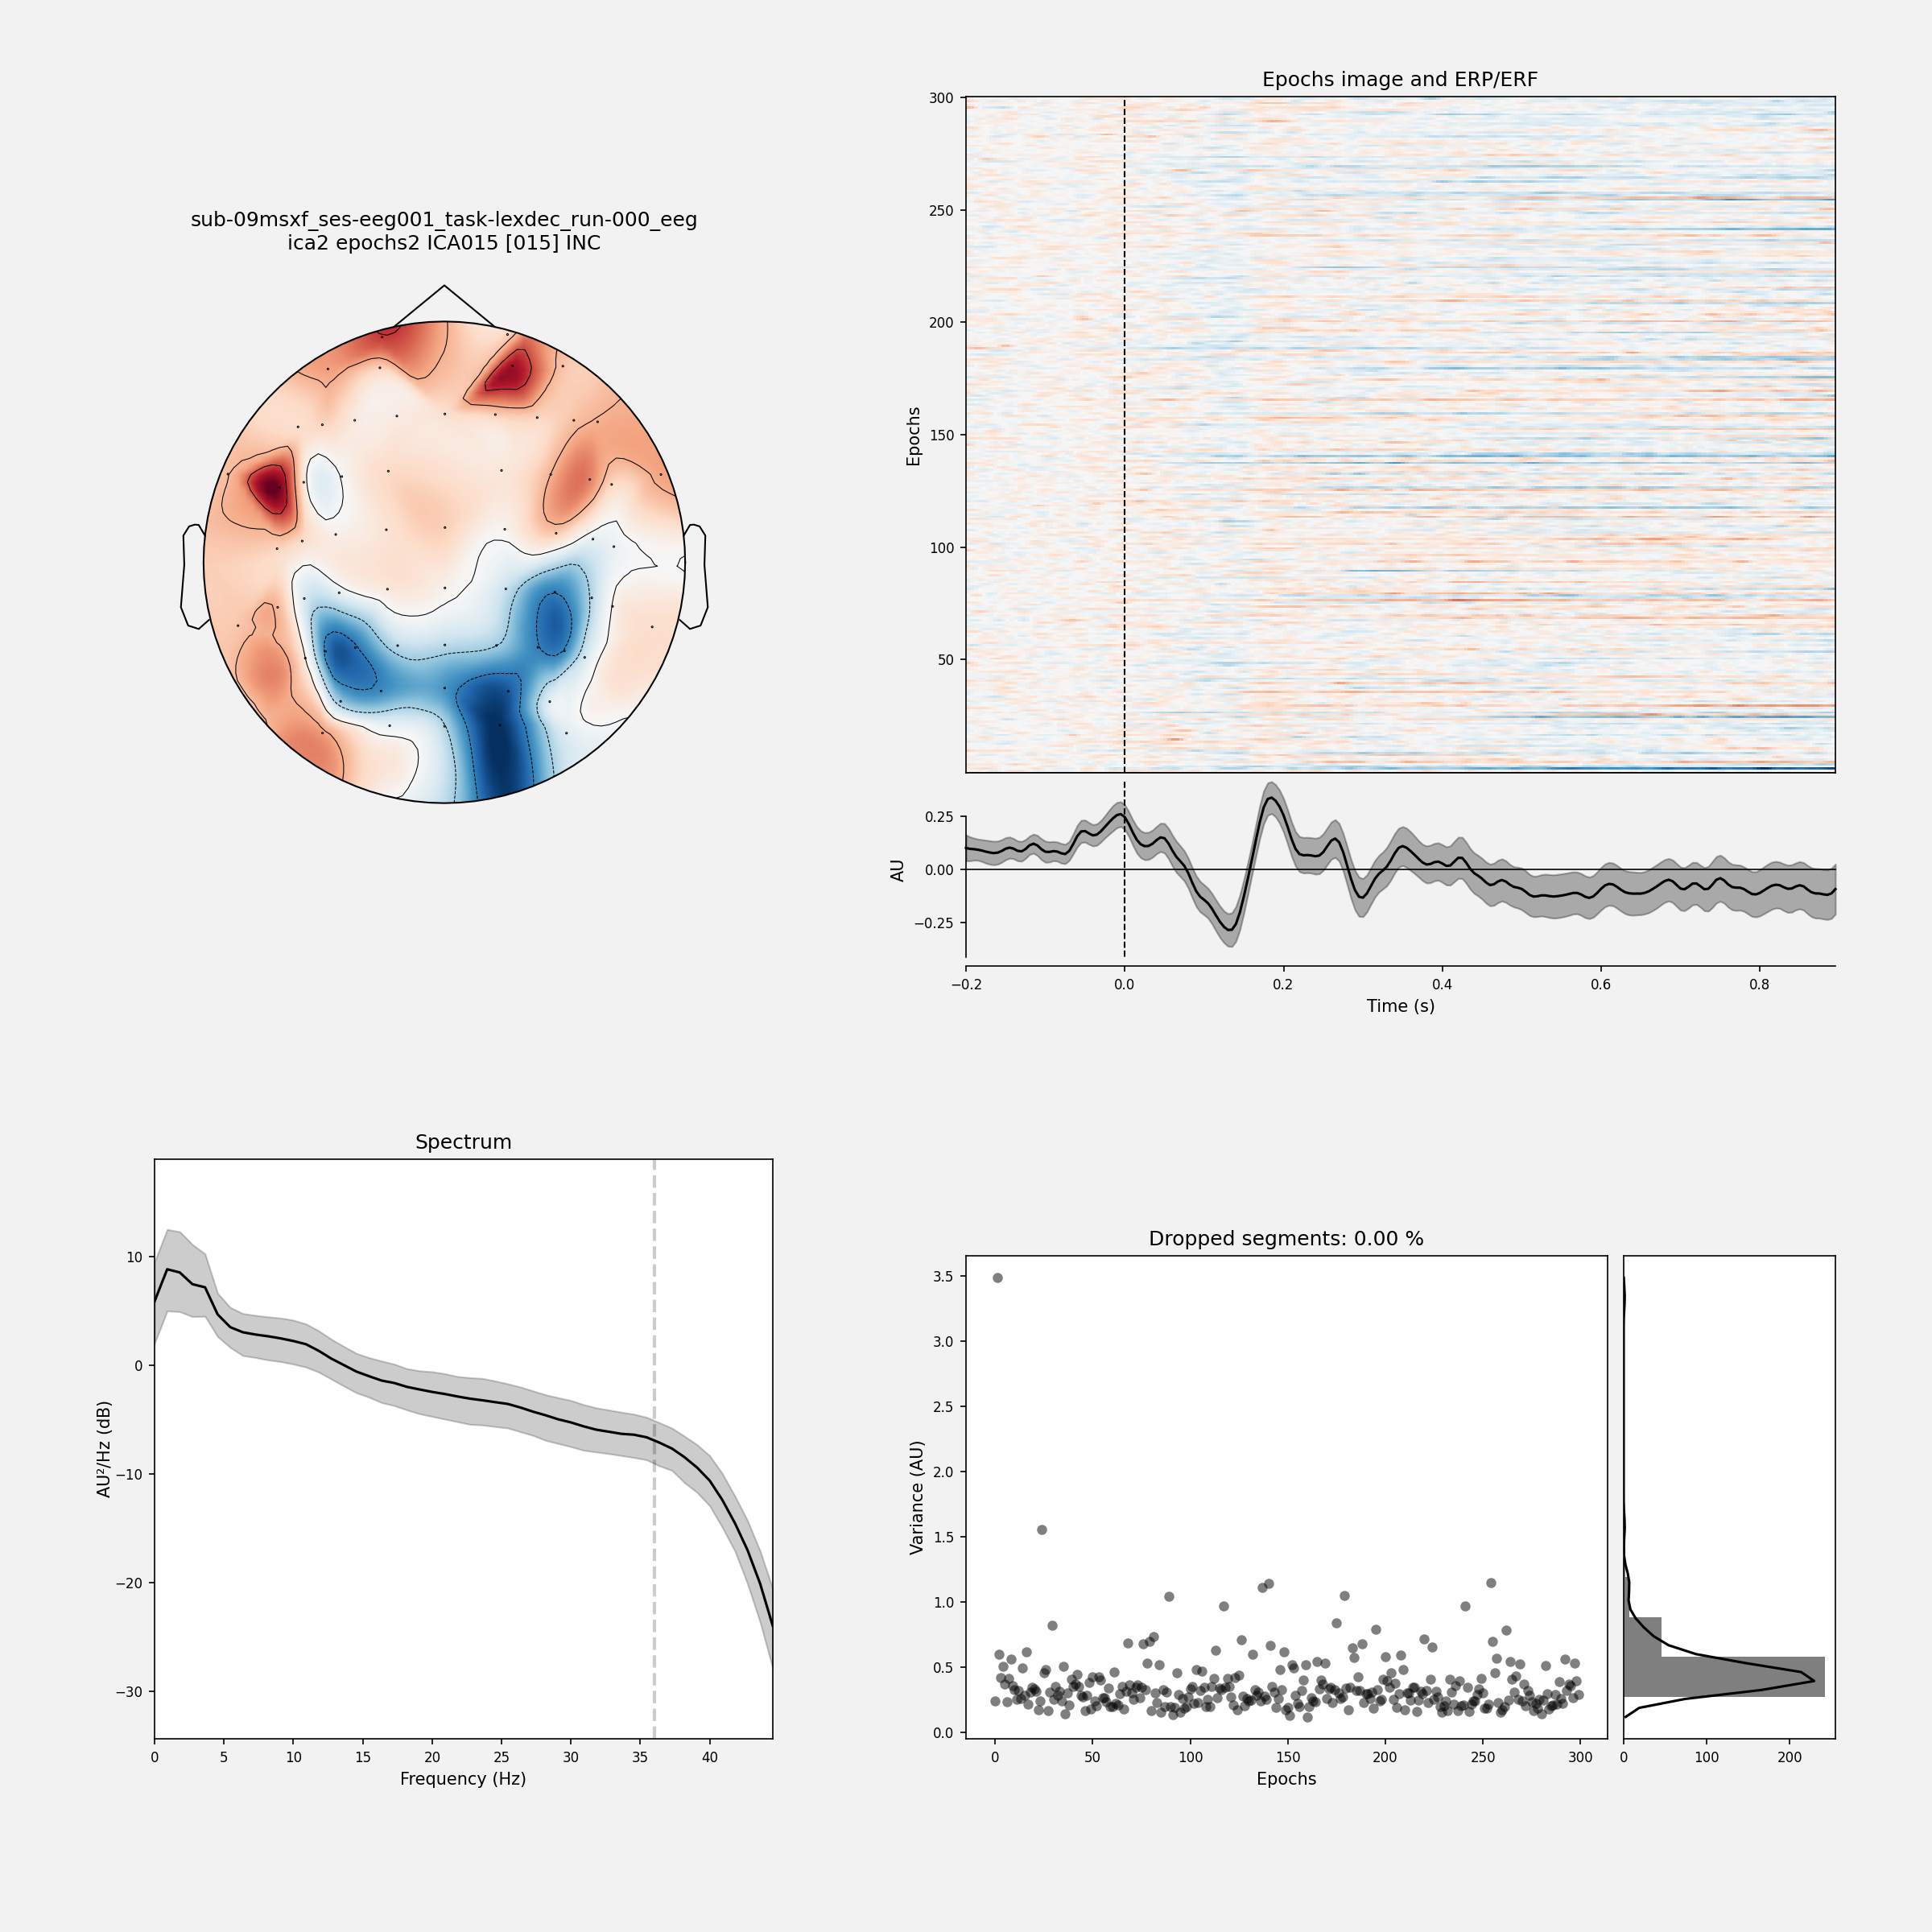 sub-09msxf_ses-eeg001_task-lexdec_run-000_eeg
ica2 epochs2 ICA015 [015] INC
Epochs image and ERP/ERF
300
250
200
150
100
50
Epochs
0.25
0.00
−0.25
AU
−0.2 0.0 0.2 0.4 0.6 0.8
Time (s)
Spectrum
10
0
−10
−20
−30
AU²/Hz (dB)
0 5 10 15 20 25 30 35 40
Frequency (Hz)
Dropped segments: 0.00 %
3.5
3.0
2.5
2.0
1.5
1.0
0.5
0.0
Variance (AU)
0 50 100 150 200 250 300
Epochs
0 100 200